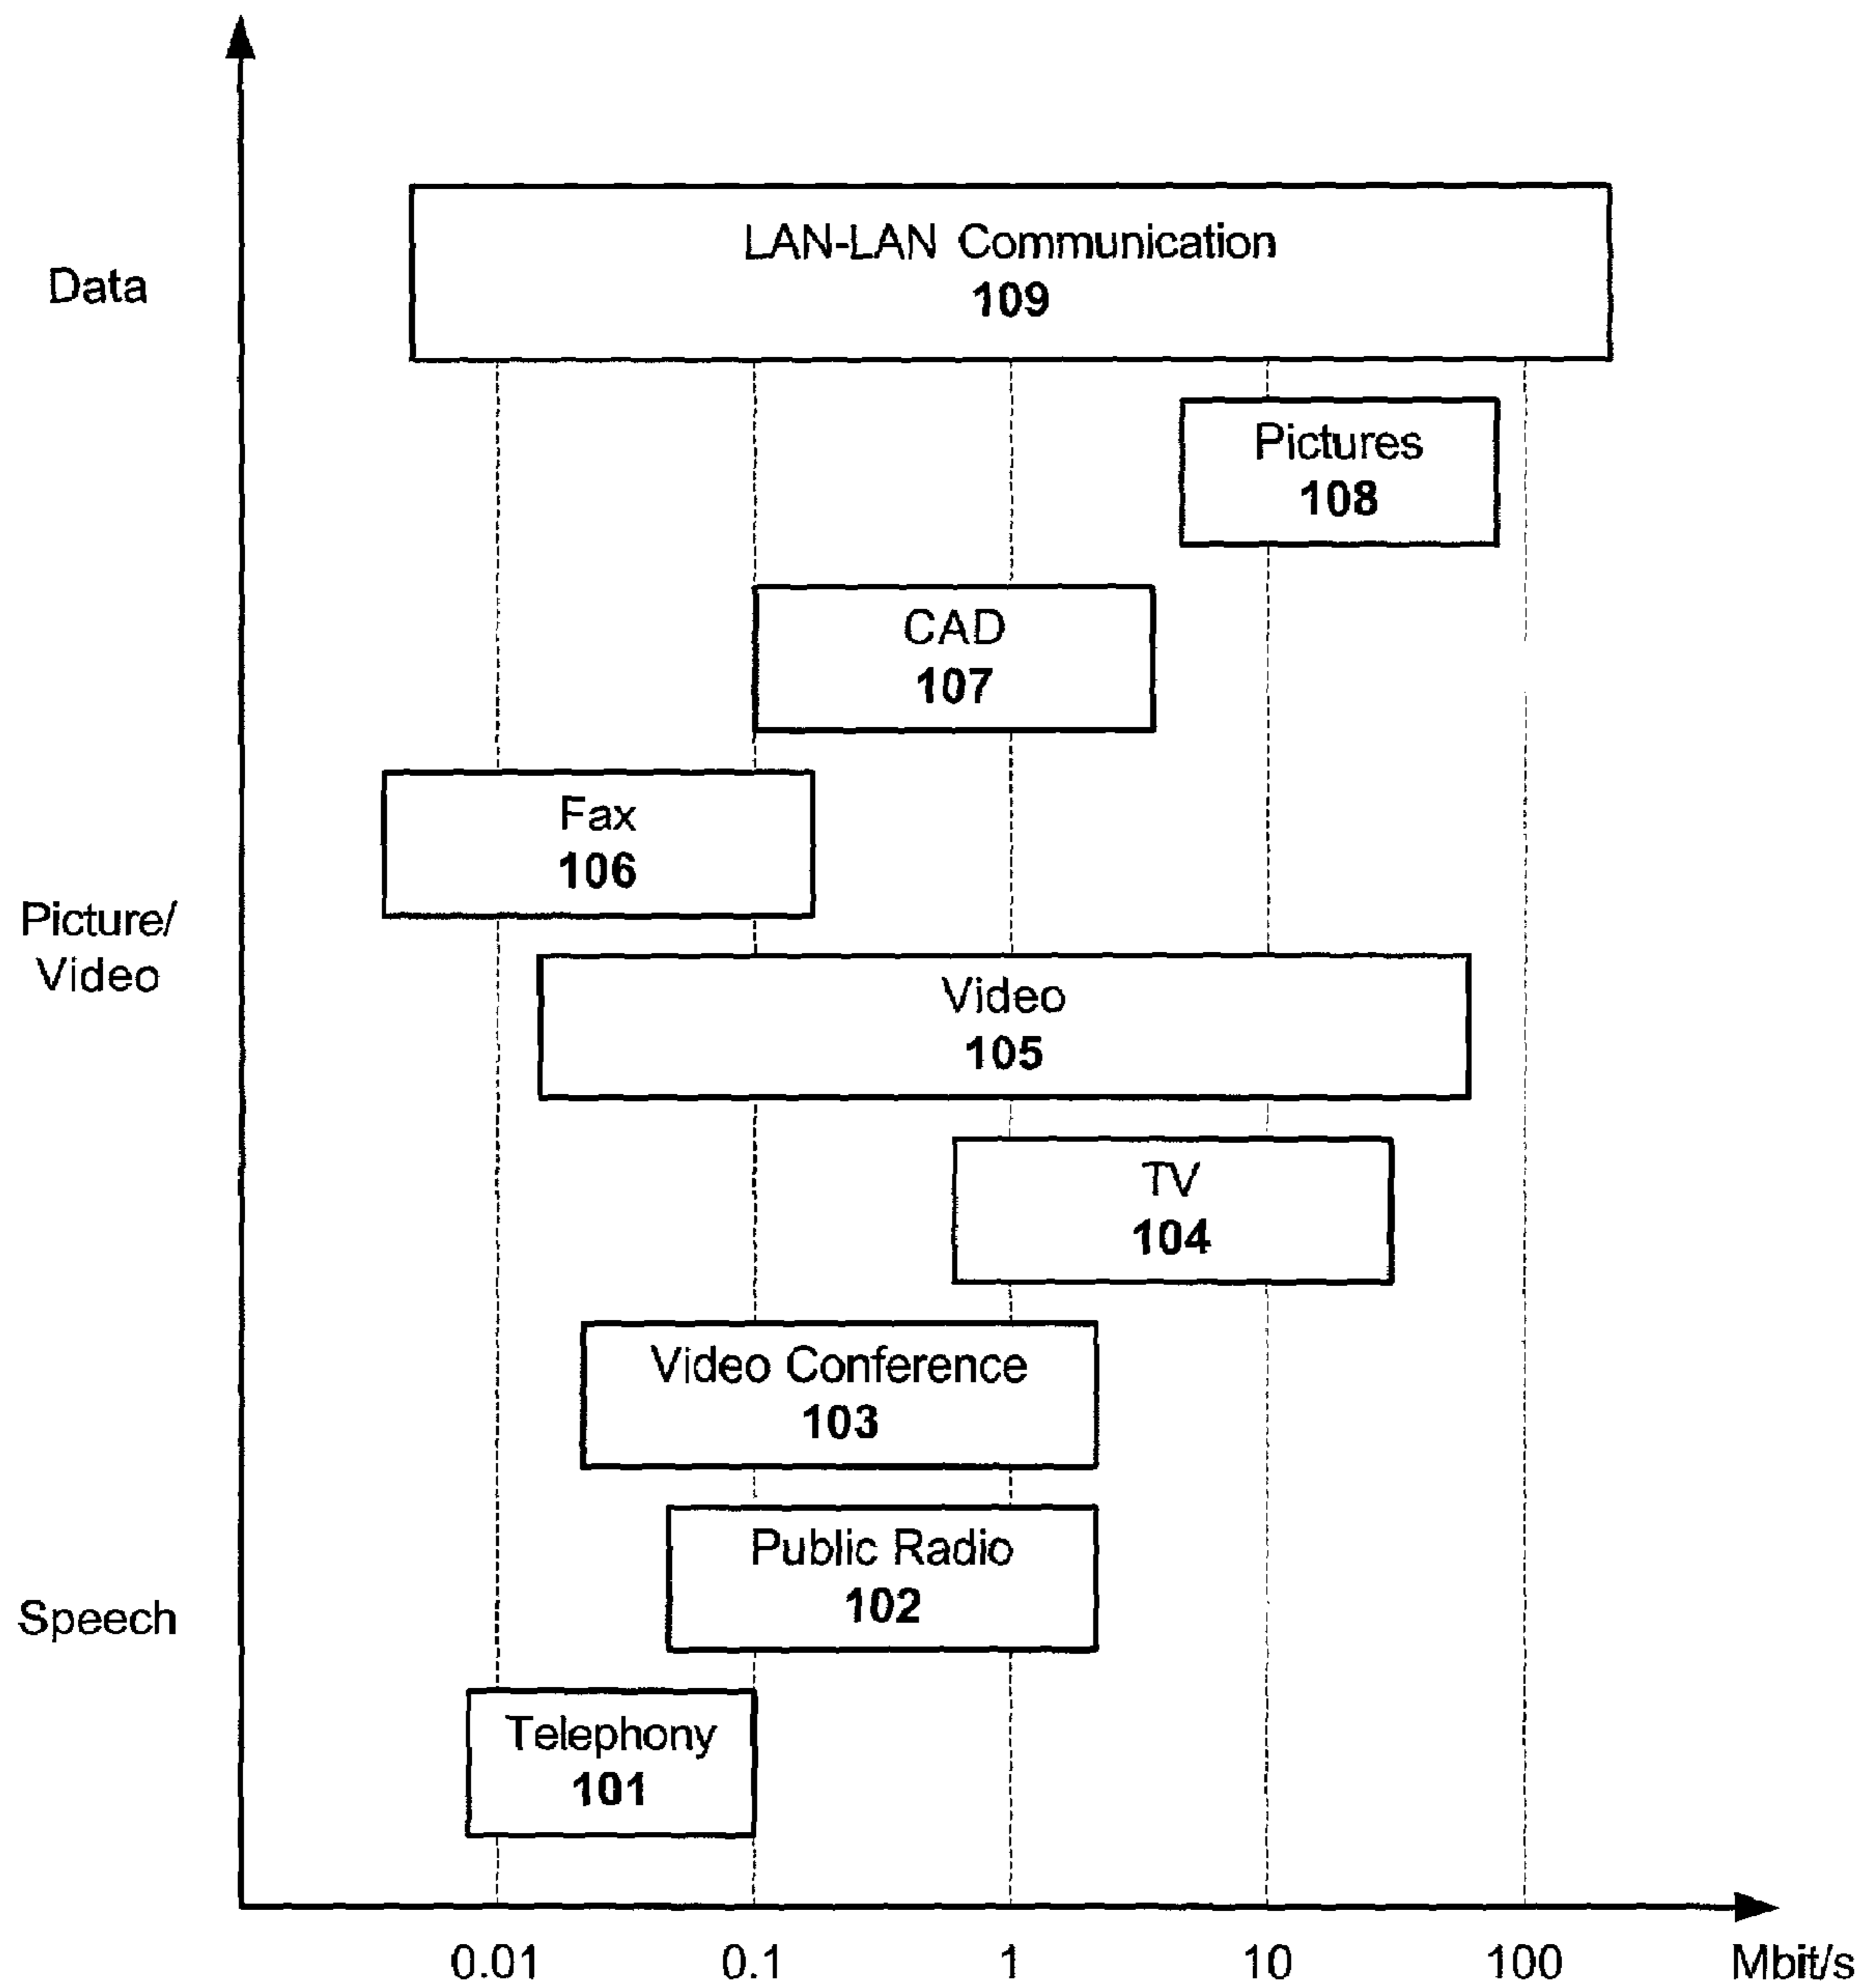 Data
LAN-LAN Communication
109
Pictures
108
CAD
107
Fax
106
Picture/
Video
Video
105
TV
104
Video Conference
103
Public Radio
102
Speech
Telephony
101
0.01 0.1 1 10 100 Mbit/s